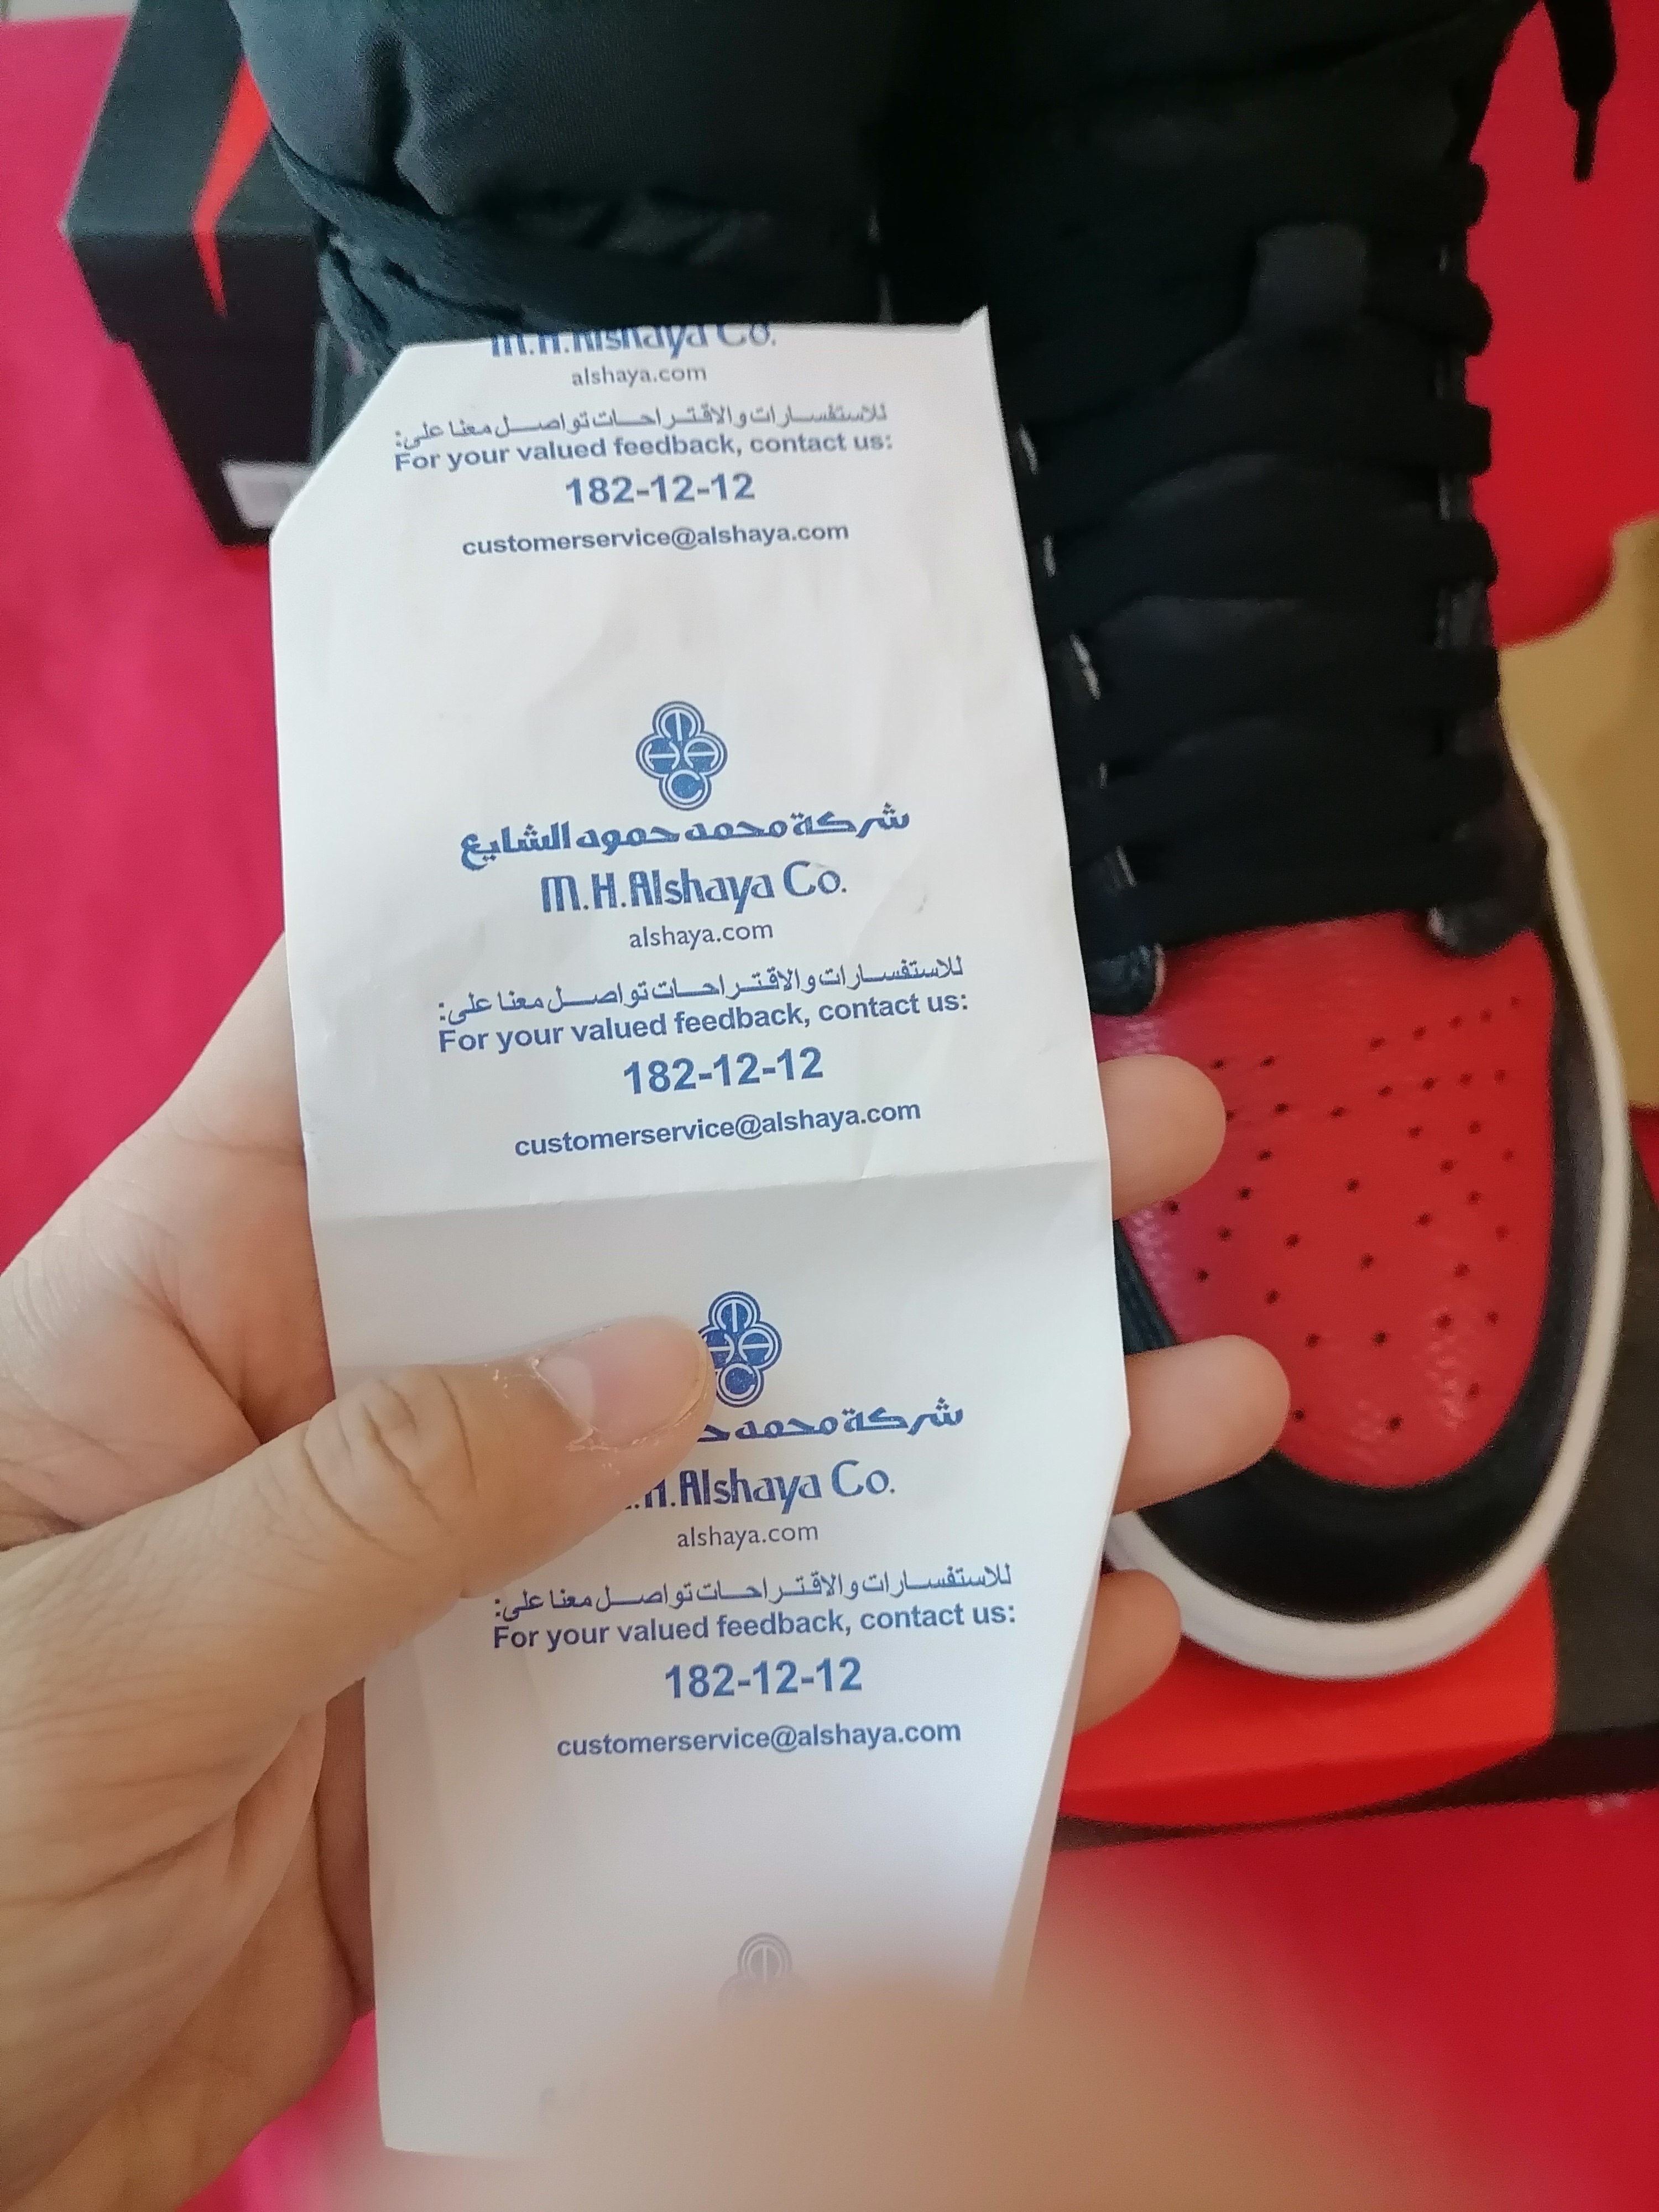 M.H.Alshaya Co.
alshaya.com
للاستفسارات والاقتراحات تواصل معنا على:
For your valued feedback, contact us:
182-12-12
customerservice@alshaya.com
شركة محمد حمود الشايع
M.H.Alshaya Co.
alshaya.com
للاستفسارات والاقتراحات تواصل معنا على:
For your valued feedback, contact us:
182-12-12
customerservice@alshaya.com
شركة محمد
.H.Alshaya Co.
alshaya.com
للاستفسارات والاقتراحات تواصل معنا على:
For your valued feedback, contact us:
182-12-12
customerservice@alshaya.com